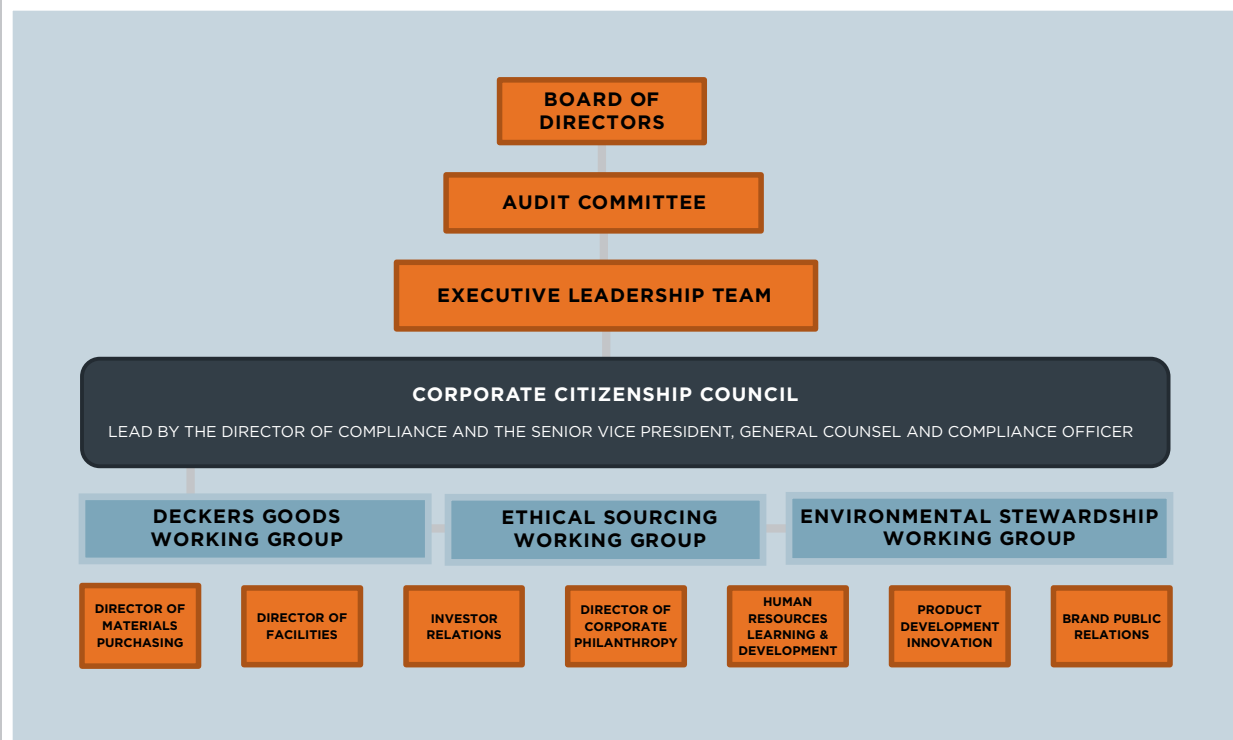 BOARD OF
DIRECTORS
AUDIT COMMITTEE
EXECUTIVE LEADERSHIP TEAM
CORPORATE CITIZENSHIP COUNCIL
LEAD BY THE DIRECTOR OF COMPLIANCE AND THE SENIOR VICE PRESIDENT, GENERAL COUNSEL AND COMPLIANCE OFFICER
DECKERS GOODS
WORKING GROUP
ETHICAL SOURCING
WORKING GROUP
ENVIRONMENTAL STEWARDSHIP
WORKING GROUP
DIRECTOR OF
MATERIALS
PURCHASING
DIRECTOR OF
FACILITIES
INVESTOR
RELATIONS
DIRECTOR OF
CORPORATE
PHILANTHROPY
HUMAN
RESOURCES
LEARNING &
DEVELOPMENT
PRODUCT
DEVELOPMENT
INNOVATION
BRAND PUBLIC
RELATIONS